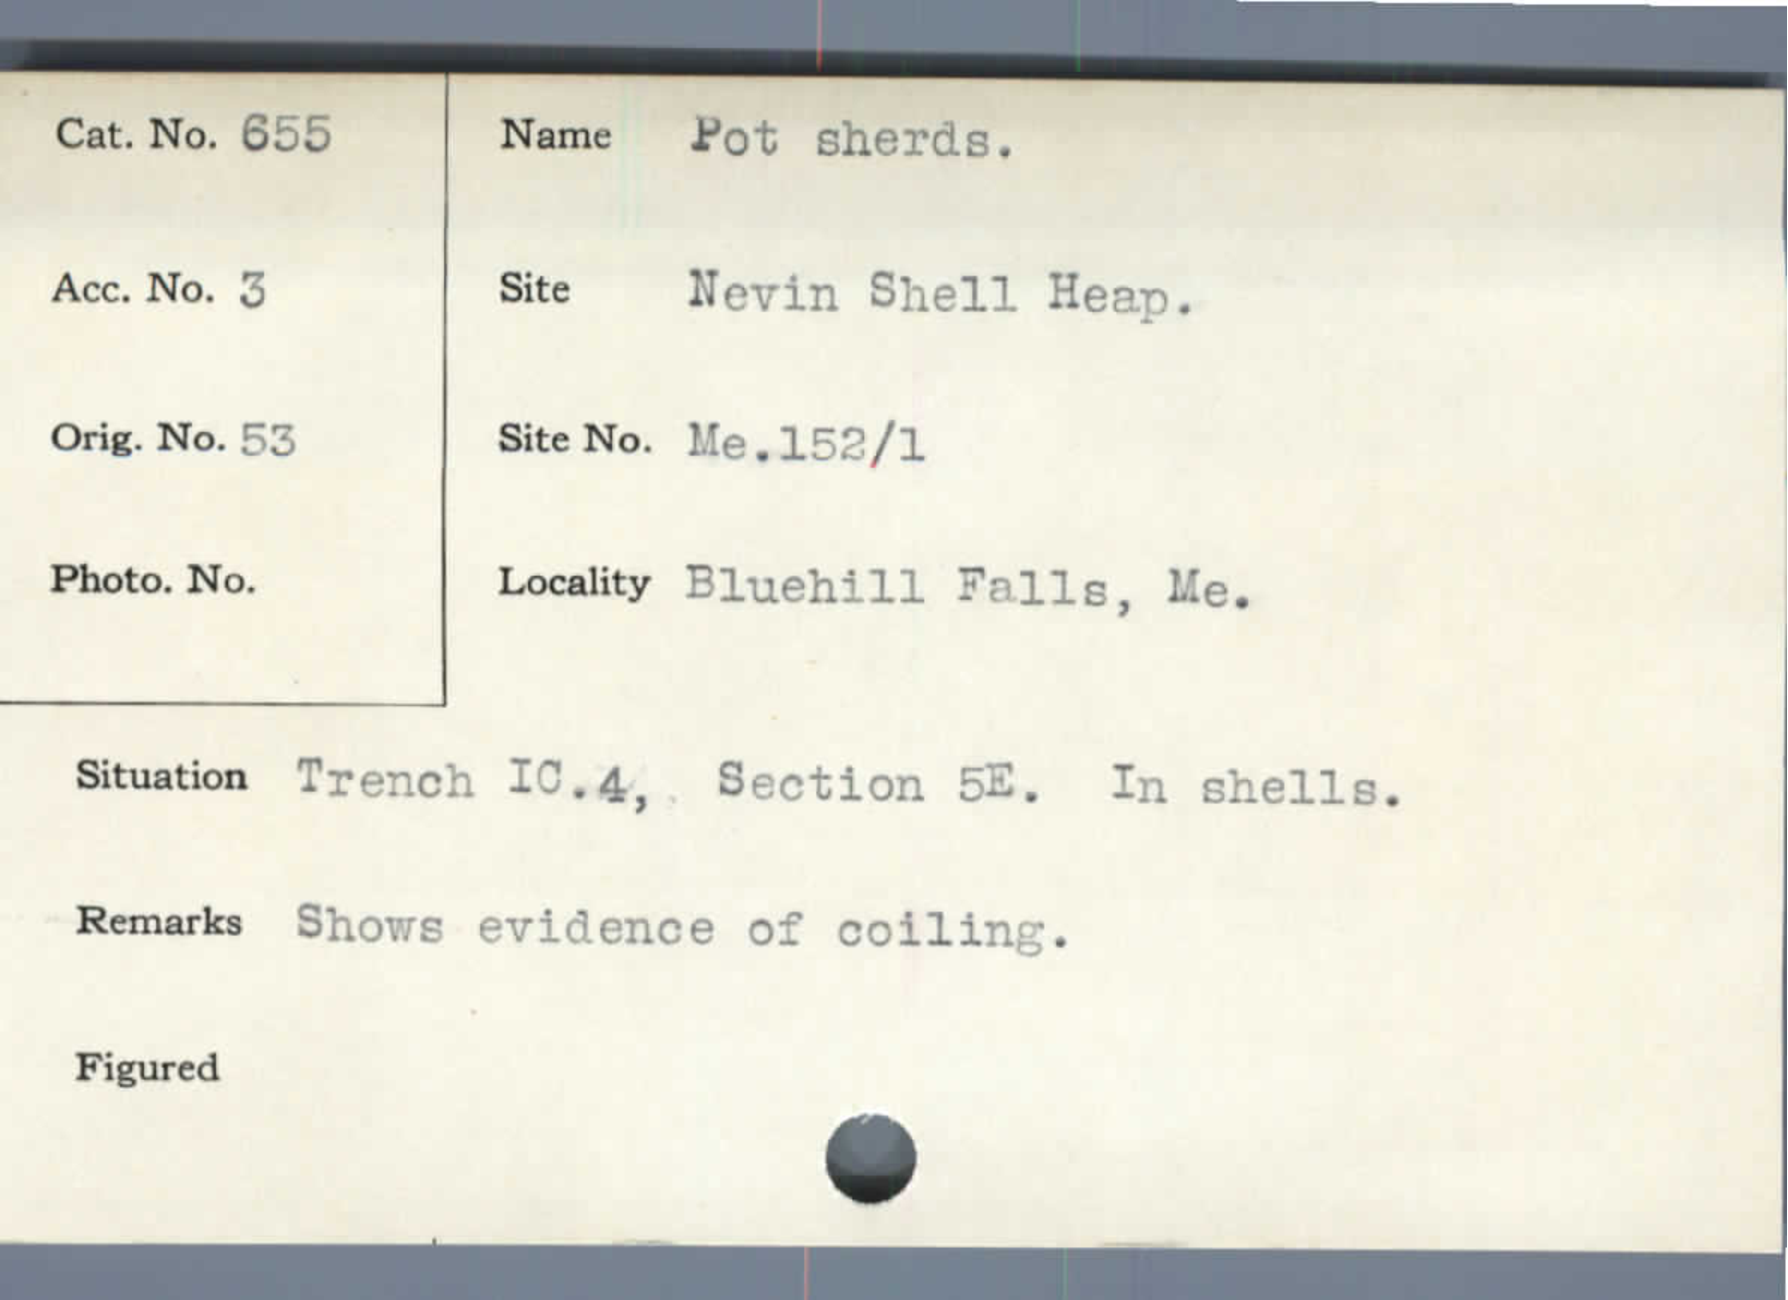 Cat. No. 655
Name Pot sherds.
Acc. No. 3
Site Nevin Shell Heap.
Orig. No. 53
Site No. Me.152/1
Photo. No.
Locality Bluehill Falls, Me.
Situation Trench IC.4, Section 5E. In shells.
Remarks Shows evidence of coiling.
Figured